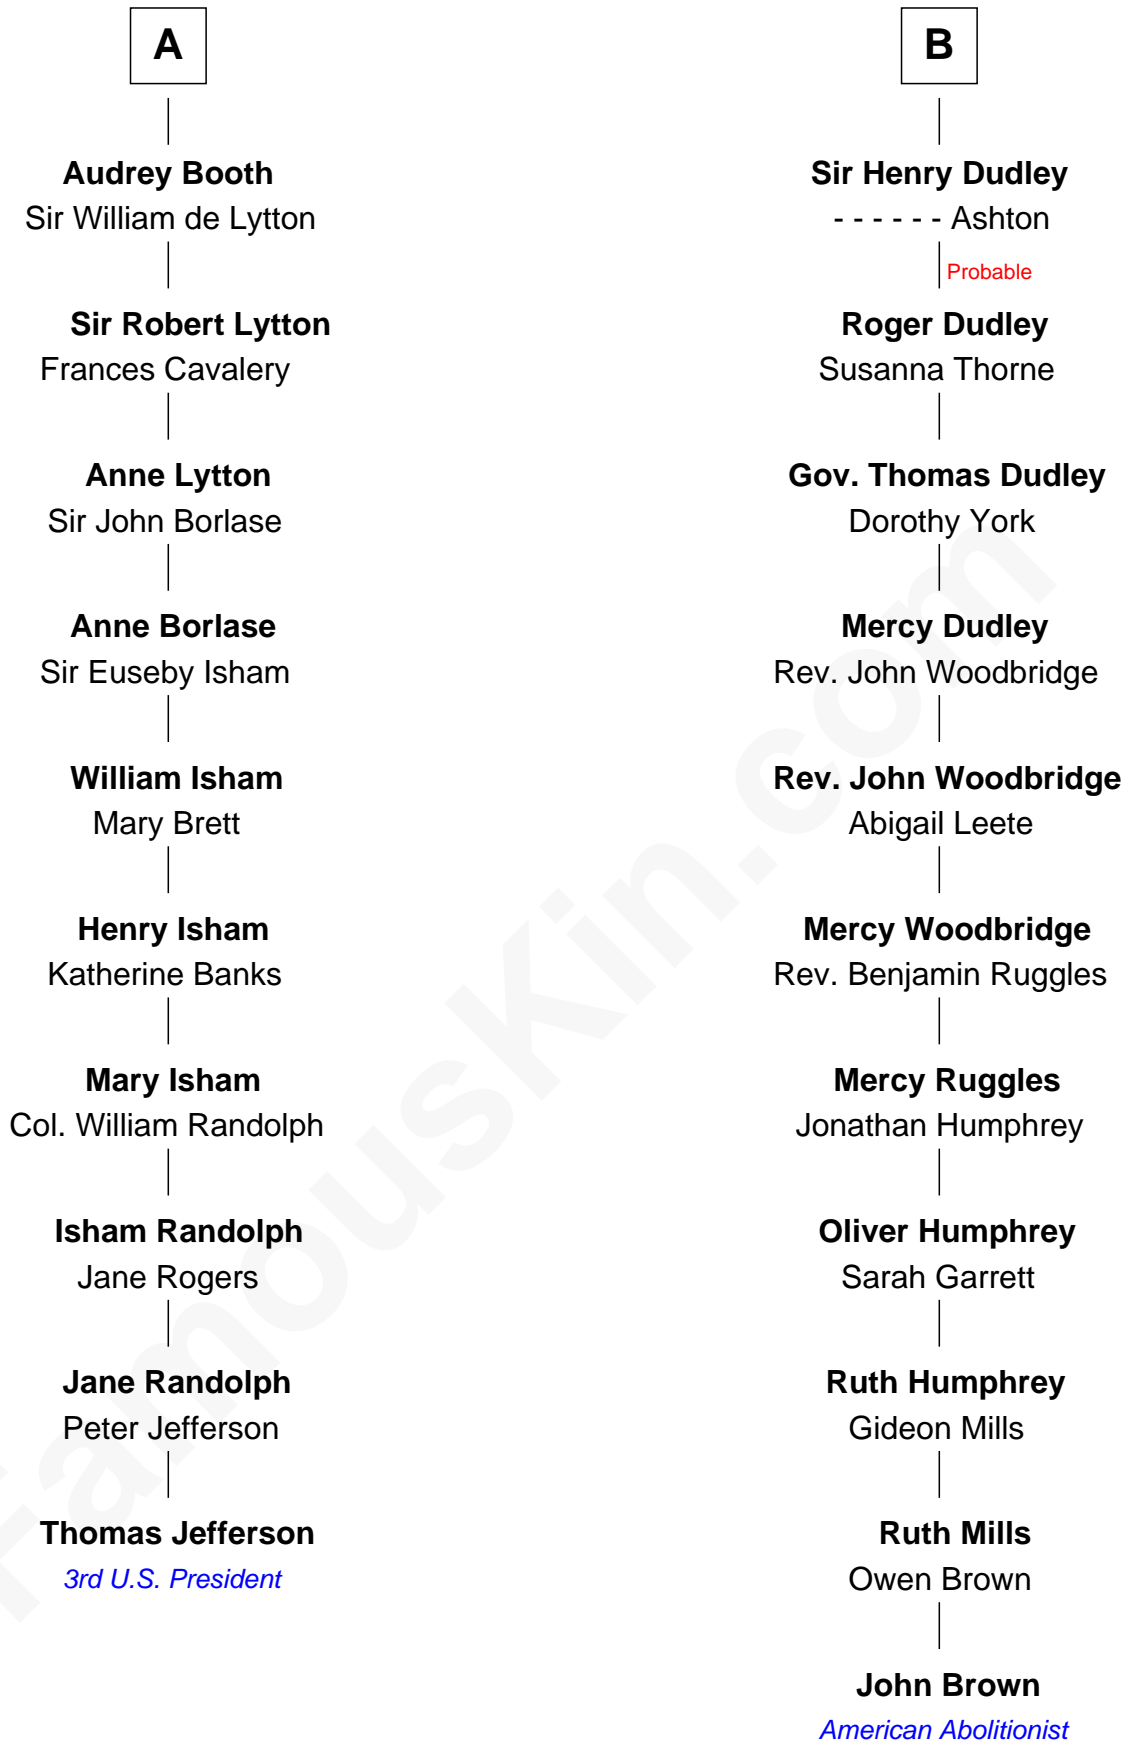 A
Audrey Booth
Sir William de Lytton
Sir Robert Lytton
Frances Cavalery
Anne Lytton
Sir John Borlase
Anne Borlase
Sir Euseby Isham
William Isham
Mary Brett
Henry Isham
Katherine Banks
Mary Isham
Col. William Randolph
Isham Randolph
Jane Rogers
Jane Randolph
Peter Jefferson
Thomas Jefferson
3rd U.S. President
B
Sir Henry Dudley
- - - - - - Ashton
Probable
Roger Dudley
Susanna Thorne
Gov. Thomas Dudley
Dorothy York
Mercy Dudley
Rev. John Woodbridge
Rev. John Woodbridge
Abigail Leete
Mercy Woodbridge
Rev. Benjamin Ruggles
Mercy Ruggles
Jonathan Humphrey
Oliver Humphrey
Sarah Garrett
Ruth Humphrey
Gideon Mills
Ruth Mills
Owen Brown
John Brown
American Abolitionist
FamousKin.com